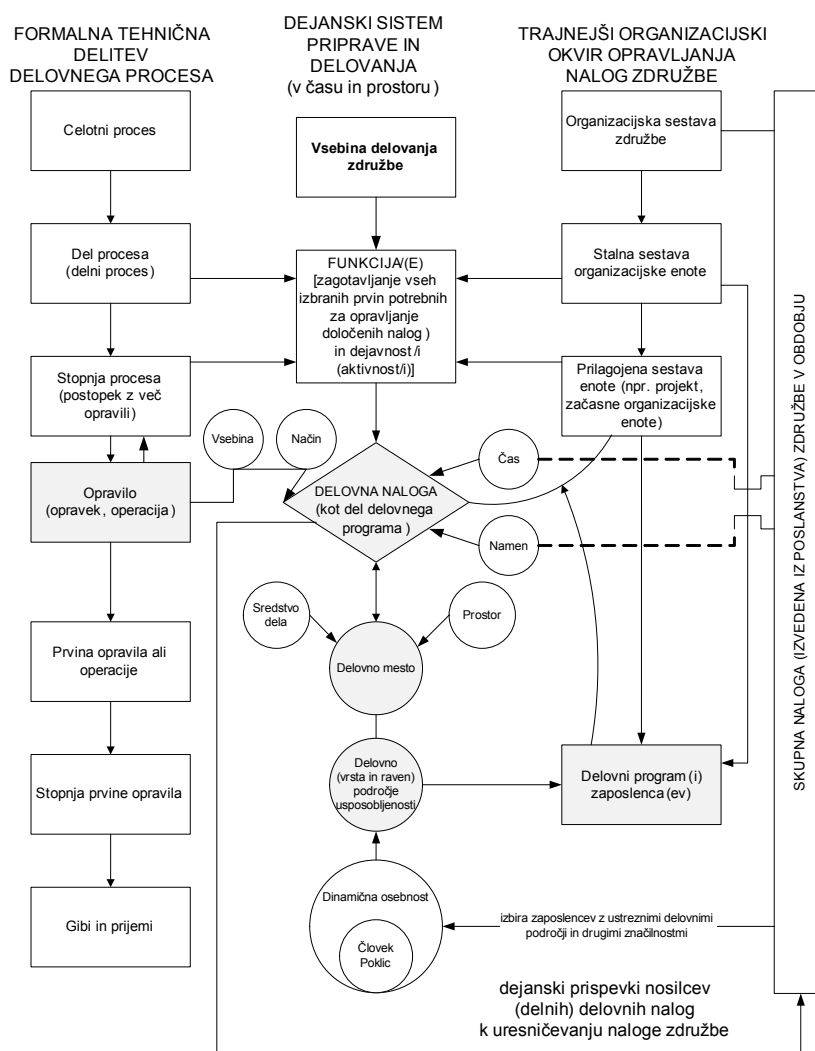 FORMALNA TEHNIČNA
DELITEV
DELOVNEGA PROCESA
Celotni proces
Del procesa
(delni proces)
Stopnja procesa
(postopek z več
opravili)
Opravilo
(opravek, operacija)
Prvina opravila ali
operacije
Stopnja prvine opravila
Gibi in prijemi
DEJANSKI SISTEM
PRIPRAVE IN
DELOVANJA
(v času in prostoru)
Vsebina delovanja
združbe
FUNKCIJA/(E)
[zagotavljanje vseh
izbranih prvin potrebnih
za opravljanje
določenih nalog)
in dejavnost/i
(aktivnost/i)]
Vsebina
Način
Čas
DELOVNA NALOGA
(kot del delovnega
programa)
Namen
Sredstvo
dela
Prostor
Delovno mesto
Delovno
(vrsta in raven)
področje
usposobljenosti
Dinamična osebnost
Človek
Poklic
TRAJNEJŠI ORGANIZACIJSKI
OKVIR OPRAVLJANJA
NALOG ZDRUŽBE
Organizacijska sestava
združbe
Stalna sestava
organizacijske enote
Prilagojena sestava
enote (npr. projekt,
začasne organizacijske
enote)
Delovni program(i)
zaposlenca(ev)
izbira zaposlencev z ustreznimi delovnimi
področji in drugimi značilnostmi
dejanski prispevki nosilcev
(delnih) delovnih nalog
k uresničevanju naloge združbe
SKUPNA NALOGA (IZVEDENA IZ POSLANSTVA) ZDRUŽBE V OBDOBJU